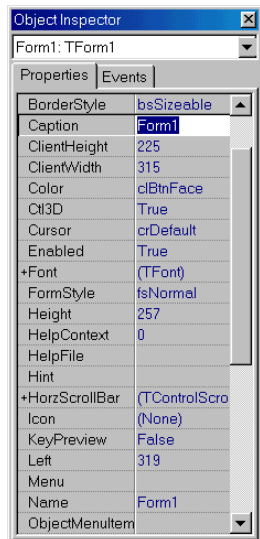 Object Inspector
Form1: TForm1
Properties Events
BorderStyle bsSizeable
Caption Form1
ClientHeight 225
ClientWidth 315
Color clBtnFace
Ctl3D True
Cursor crDefault
Enabled True
+Font (TFont)
FormStyle fsNormal
Height 257
HelpContext 0
HelpFile
Hint
+HorzScrollBar (TControlScro
Icon (None)
KeyPreview False
Left 319
Menu
Name Form1
ObjectMenuItem